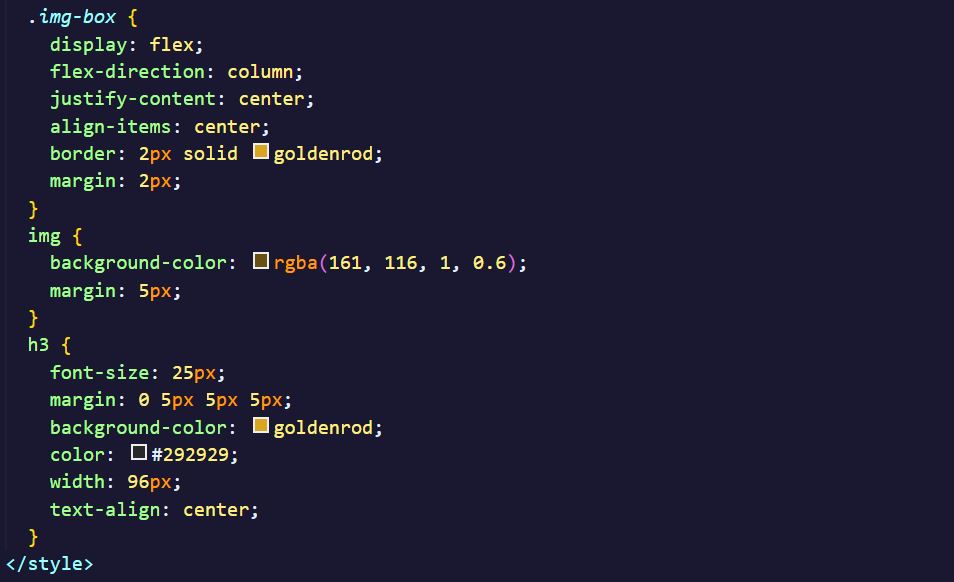 .img-box {
display: flex;
flex-direction: column;
justify-content: center;
align-items: center;
border: 2px solid goldenrod;
margin: 2px;
}
img {
background-color: rgba(161, 116, 1, 0.6);
margin: 5px;
}
h3 {
font-size: 25px;
margin: 0 5px 5px 5px;
background-color: goldenrod;
color: #292929;
width: 96px;
text-align: center;
}
</style>